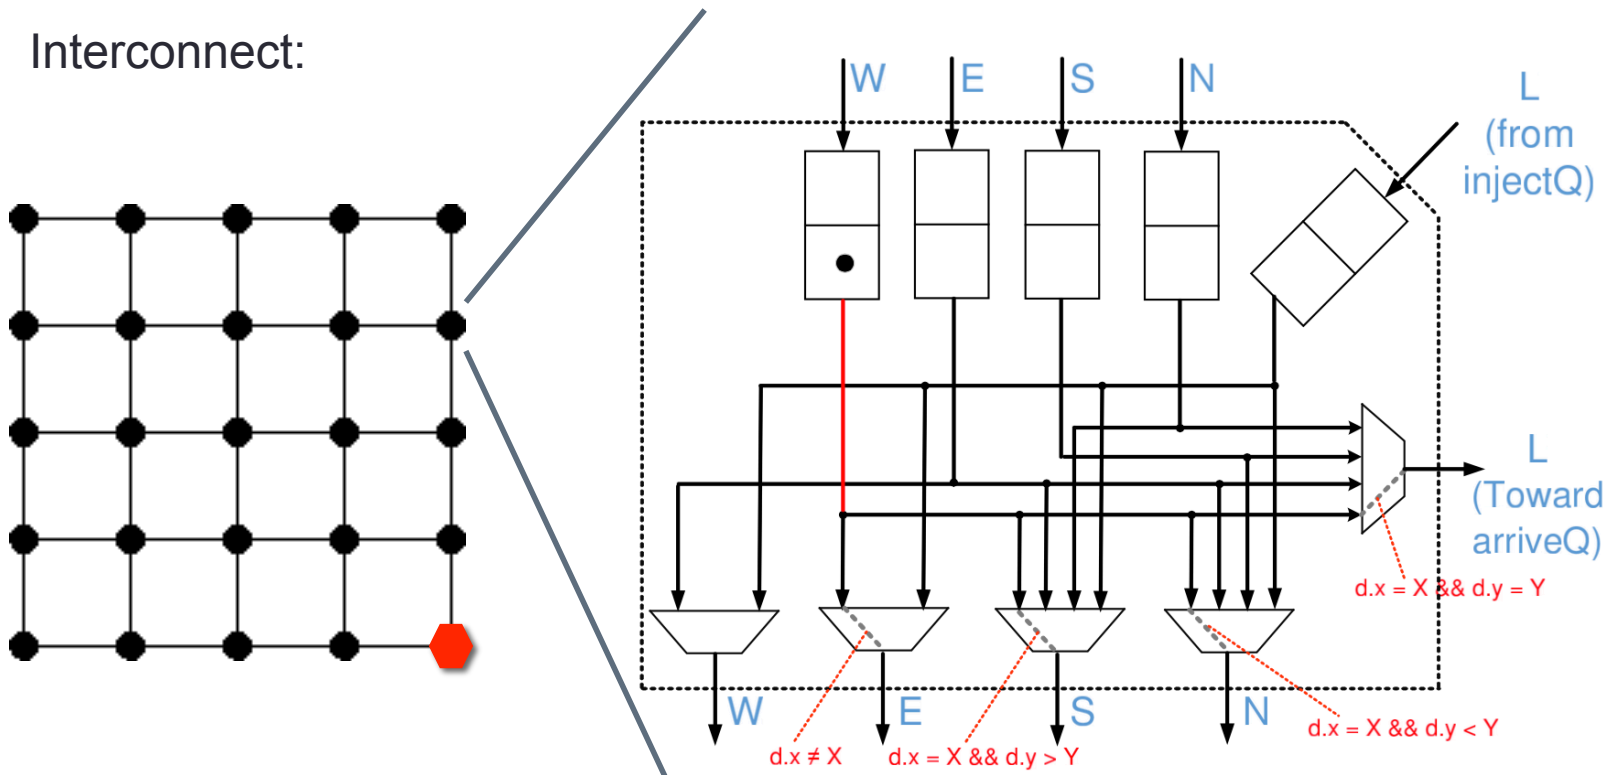 Interconnect:
W
E
S
N
L
(from
injectQ)
L
(Toward
arriveQ)
d.x = X && d.y = Y
W
E
S
N
d.x ≠ X
d.x = X && d.y > Y
d.x = X && d.y < Y